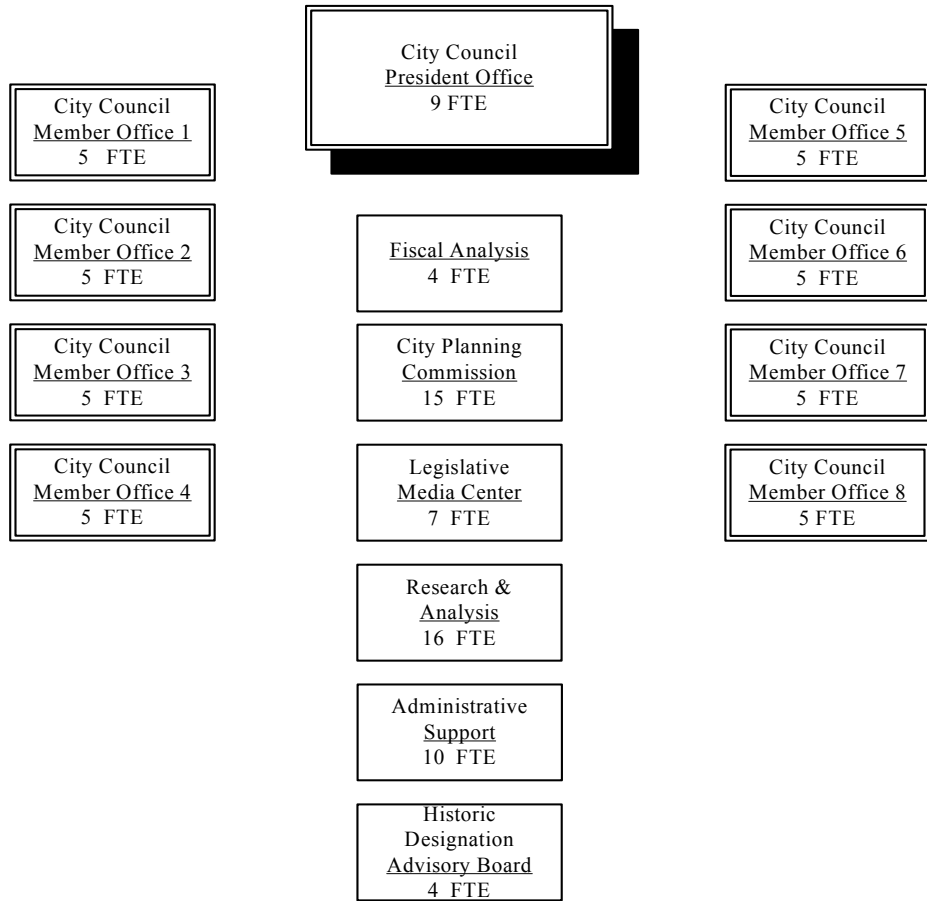 City Council
President Office
9 FTE
City Council
Member Office 1
5 FTE
City Council
Member Office 2
5 FTE
City Council
Member Office 3
5 FTE
City Council
Member Office 4
5 FTE
Fiscal Analysis
4 FTE
City Planning
Commission
15 FTE
Legislative
Media Center
7 FTE
Research &
Analysis
16 FTE
Administrative
Support
10 FTE
Historic
Designation
Advisory Board
4 FTE
City Council
Member Office 5
5 FTE
City Council
Member Office 6
5 FTE
City Council
Member Office 7
5 FTE
City Council
Member Office 8
5 FTE